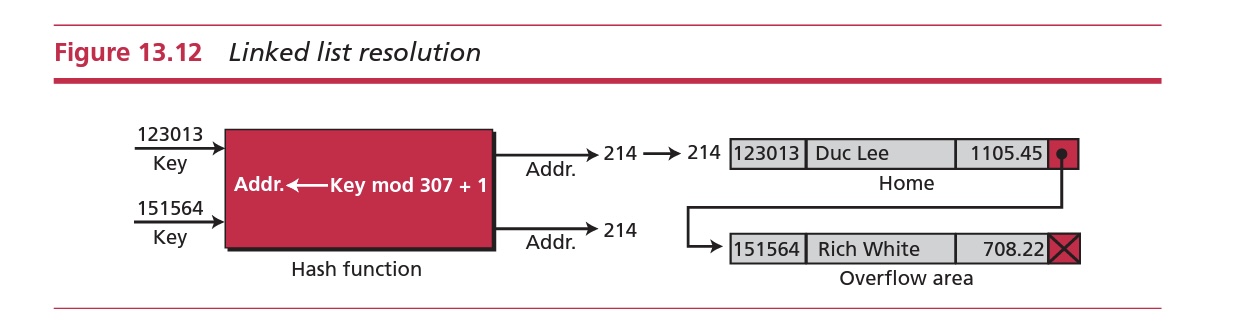 Figure 13.12 Linked list resolution
123013
Key
151564
Key
Addr. ← Key mod 307 + 1
Hash function
Addr.
214 → 214
Addr.
214
123013 Duc Lee 1105.45
Home
151564 Rich White 708.22
Overflow area